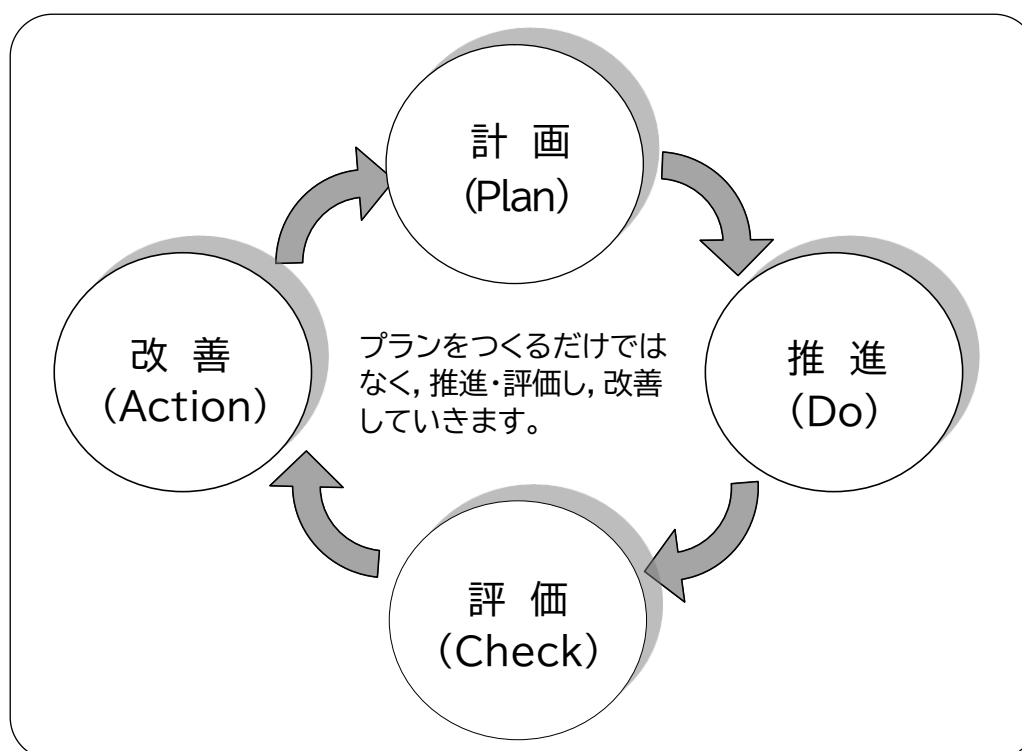 計 画
(Plan)
推 進
(Do)
評 価
(Check)
改 善
(Action)
プランをつくるだけでは
なく, 推進・評価し, 改善
していきます。